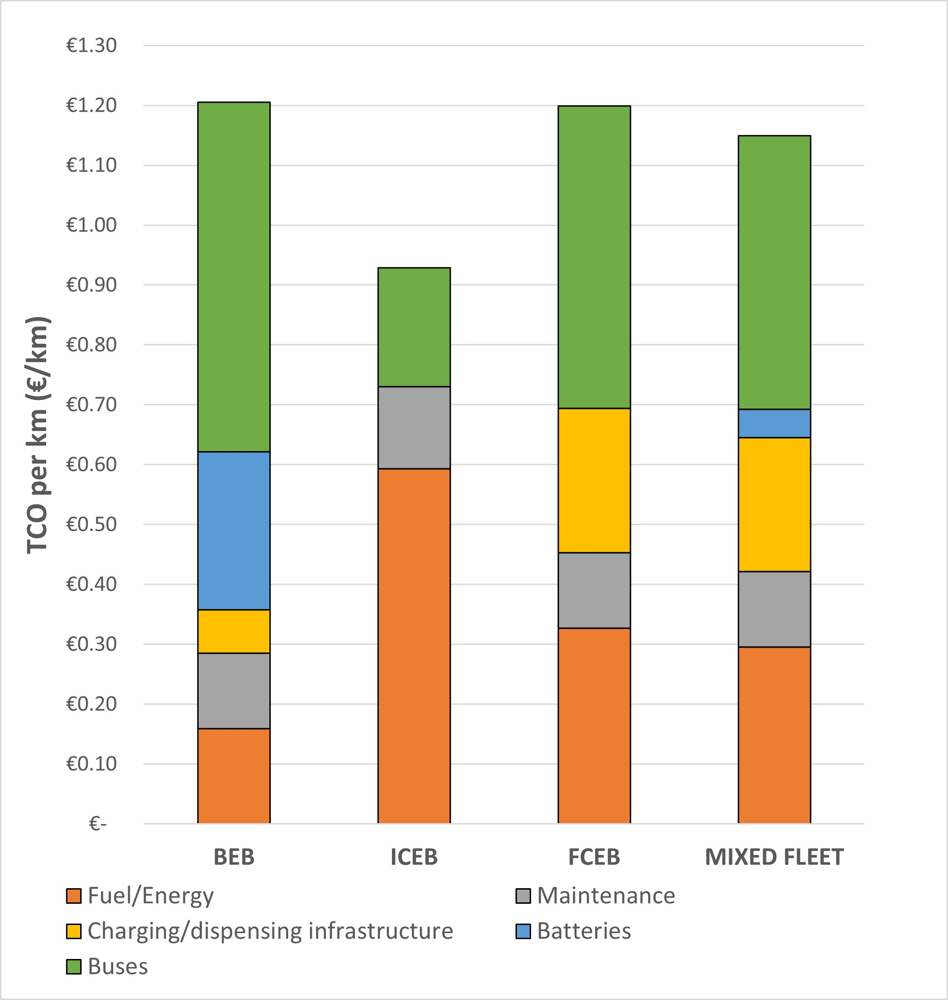 €1.30
€1.20
€1.10
€1.00
€0.90
€0.80
€0.70
€0.60
€0.50
€0.40
€0.30
€0.20
€0.10
€-
TCO per km (€/km)
BEB ICEB FCEB MIXED FLEET
Fuel/Energy Maintenance
Charging/dispensing infrastructure Batteries
Buses